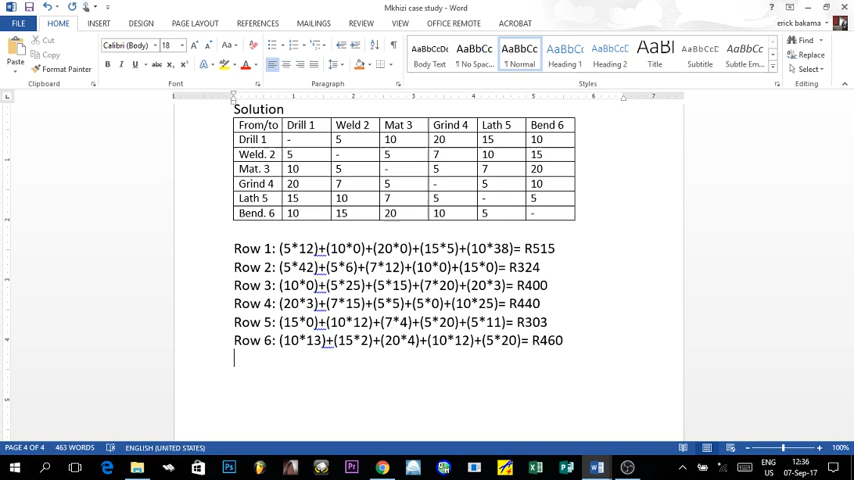 Mkhizi case study - Word
FILE HOME INSERT DESIGN PAGE LAYOUT REFERENCES MAILINGS REVIEW VIEW OFFICE REMOTE ACROBAT erick bakama
Cut
Copy
Format Painter
Paste
Clipboard
Calibri (Body) 18
Font
Paragraph
AaBbCcDc AaBbCc AaBbCc AaBbCc AaBbCc AaBbCc AaBbCcD AaBbCc
Body Text ¶ No Spac... ¶ Normal Heading 1 Heading 2 Title Subtitle Subtle Em...
Styles
Find
Replace
Select
Editing
Solution
From/to Drill 1 Weld 2 Mat 3 Grind 4 Lath 5 Bend 6
Drill 1 - 5 10 20 15 10
Weld. 2 5 - 5 7 10 15
Mat. 3 10 5 - 5 7 20
Grind 4 20 7 5 - 5 10
Lath 5 15 10 7 5 - 5
Bend. 6 10 15 20 10 5 -
Row 1: (5*12)+(10*0)+(20*0)+(15*5)+(10*38)= R515
Row 2: (5*42)+(5*6)+(7*12)+(10*0)+(15*0)= R324
Row 3: (10*0)+(5*25)+(5*15)+(7*20)+(20*3)= R400
Row 4: (20*3)+(7*15)+(5*5)+(5*0)+(10*25)= R440
Row 5: (15*0)+(10*12)+(7*4)+(5*20)+(5*11)= R303
Row 6: (10*13)+(15*2)+(20*4)+(10*12)+(5*20)= R460
PAGE 4 OF 4 463 WORDS ENGLISH (UNITED STATES) 100%
ENG 12:36
US 07-Sep-17